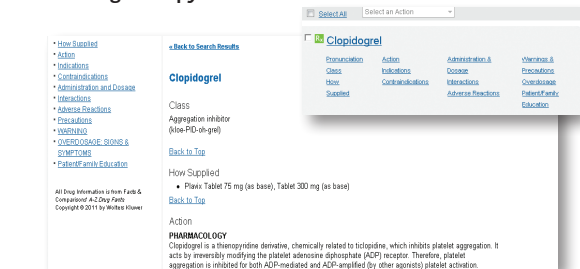 Select All
Select an Action
Rx Clopidogrel
Pronunciation
Class
How
Supplied
Action
Indications
Contraindications
Administration &
Dosage
Interactions
Adverse Reactions
Warnings &
Precautions
Overdosage
Patient/Family
Education
• How Supplied
• Action
• Indications
• Contraindications
• Administration and Dosage
• Interactions
• Adverse Reactions
• Precautions
• WARNING
• OVERDOSAGE: SIGNS &
SYMPTOMS
• Patient/Family Education
All Drug Information is from Facts &
Comparisons A-Z Drug Facts
Copyright © 2011 by Wolters Kluwer
« Back to Search Results
Clopidogrel
Class
Aggregation inhibitor
(kloe-PID-oh-grel)
Back to Top
How Supplied
• Plavix Tablet 75 mg (as base), Tablet 300 mg (as base)
Back to Top
Action
PHARMACOLOGY
Clopidogrel is a thienopyridine derivative, chemically related to ticlopidine, which inhibits platelet aggregation. It
acts by irreversibly modifying the platelet adenosine diphosphate (ADP) receptor. Therefore, platelet
aggregation is inhibited for both ADP-mediated and ADP-amplified (by other agonists) platelet activation.